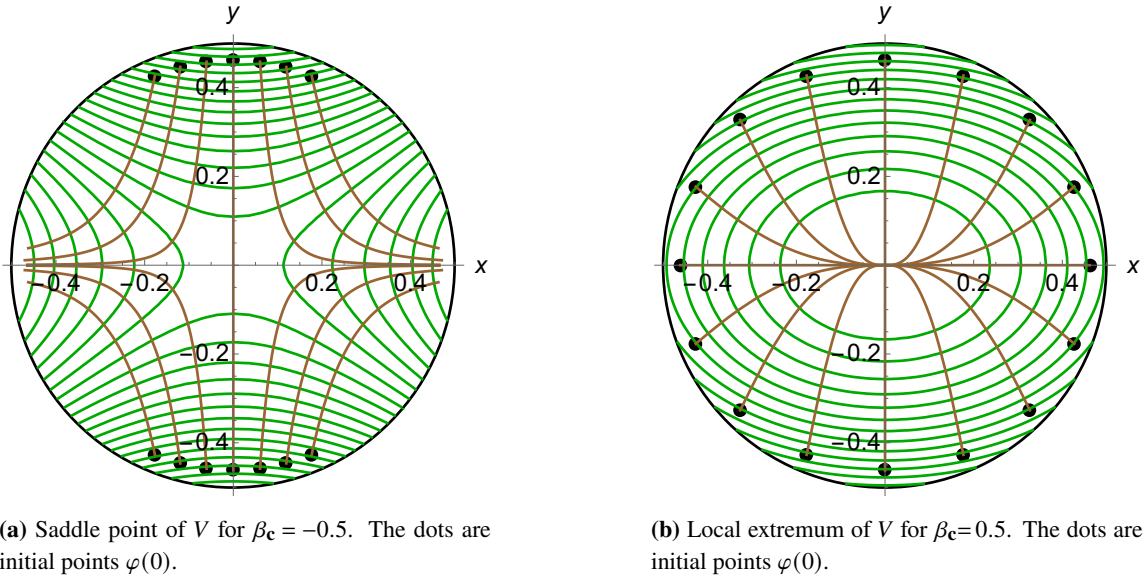 y
0.4
0.2
−0.4
−0.2
0.2
0.4
x
−0.2
−0.4
(a) Saddle point of V for β𝐜 = −0.5. The dots are
initial points φ(0).
y
0.4
0.2
−0.4
−0.2
0.2
0.4
x
−0.2
−0.4
(b) Local extremum of V for β𝐜= 0.5. The dots are
initial points φ(0).